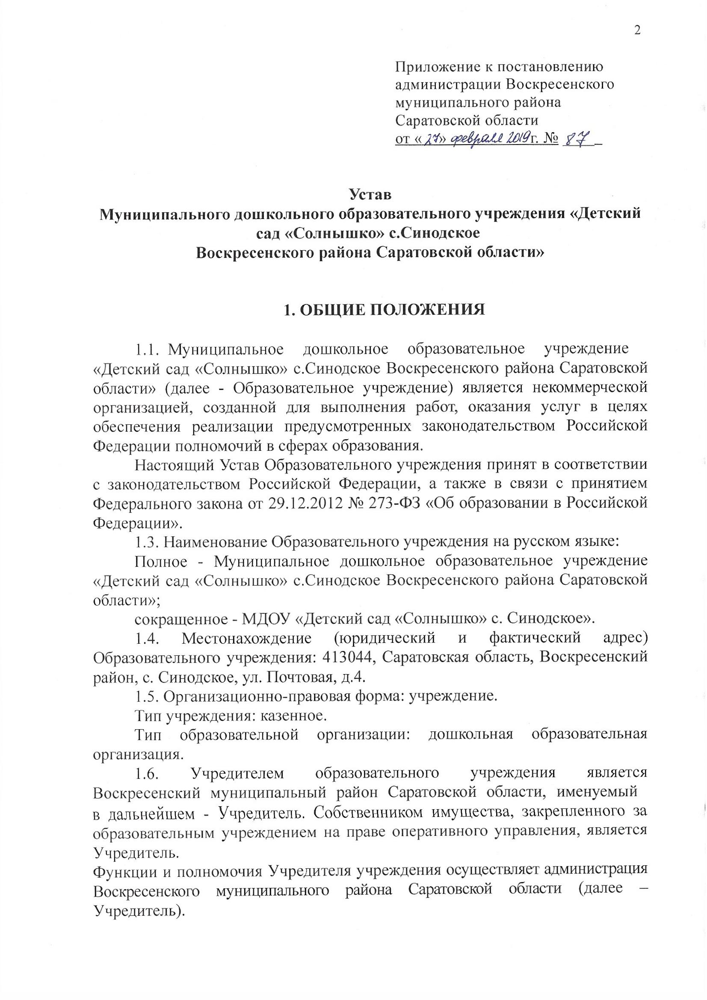 2
Приложение к постановлению
администрации Воскресенского
муниципального района
Саратовской области
от « 27» февраля 2019г. № 87 _
Устав
Муниципального дошкольного образовательного учреждения «Детский
сад «Солнышко» с.Синодское
Воскресенского района Саратовской области»
1. ОБЩИЕ ПОЛОЖЕНИЯ
1.1. Муниципальное дошкольное образовательное учреждение
«Детский сад «Солнышко» с.Синодское Воскресенского района Саратовской
области» (далее - Образовательное учреждение) является некоммерческой
организацией, созданной для выполнения работ, оказания услуг в целях
обеспечения реализации предусмотренных законодательством Российской
Федерации полномочий в сферах образования.
Настоящий Устав Образовательного учреждения принят в соответствии
с законодательством Российской Федерации, а также в связи с принятием
Федерального закона от 29.12.2012 № 273-ФЗ «Об образовании в Российской
Федерации».
1.3. Наименование Образовательного учреждения на русском языке:
Полное - Муниципальное дошкольное образовательное учреждение
«Детский сад «Солнышко» с.Синодское Воскресенского района Саратовской
области»;
сокращенное - МДОУ «Детский сад «Солнышко» с. Синодское».
1.4. Местонахождение (юридический и фактический адрес)
Образовательного учреждения: 413044, Саратовская область, Воскресенский
район, с. Синодское, ул. Почтовая, д.4.
1.5. Организационно-правовая форма: учреждение.
Тип учреждения: казенное.
Тип образовательной организации: дошкольная образовательная
организация.
1.6. Учредителем образовательного учреждения является
Воскресенский муниципальный район Саратовской области, именуемый
в дальнейшем - Учредитель. Собственником имущества, закрепленного за
образовательным учреждением на праве оперативного управления, является
Учредитель.
Функции и полномочия Учредителя учреждения осуществляет администрация
Воскресенского муниципального района Саратовской области (далее –
Учредитель).